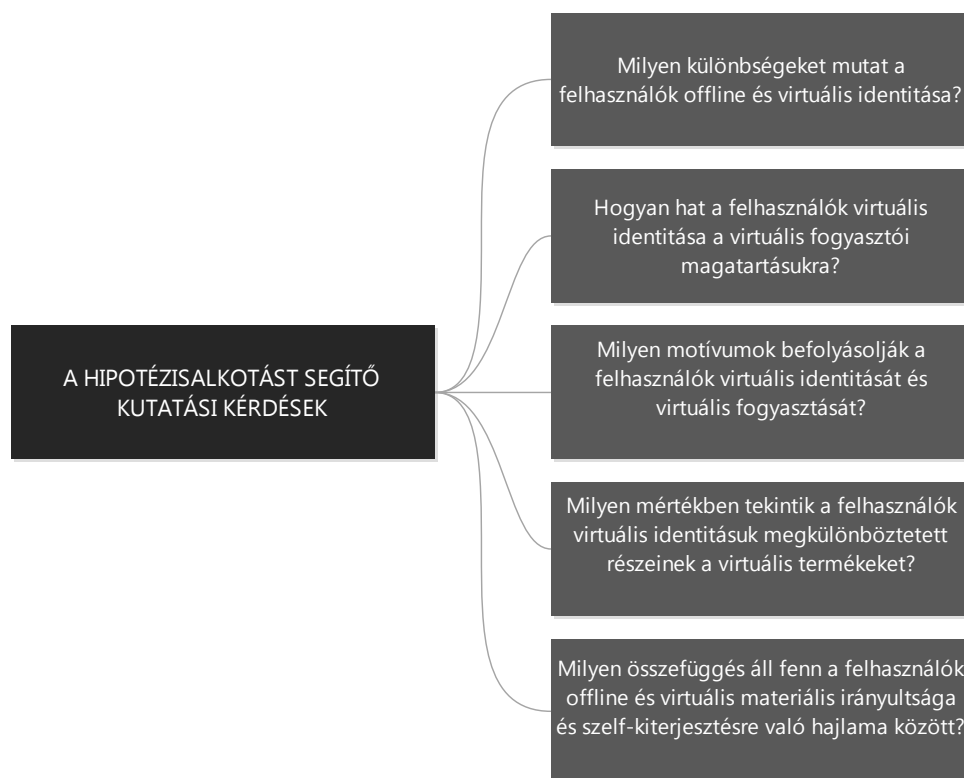 A HIPOTÉZISALKOTÁST SEGÍTŐ
KUTATÁSI KÉRDÉSEK
Milyen különbségeket mutat a
felhasználók offline és virtuális identitása?
Hogyan hat a felhasználók virtuális
identitása a virtuális fogyasztói
magatartásukra?
Milyen motívumok befolyásolják a
felhasználók virtuális identitását és
virtuális fogyasztását?
Milyen mértékben tekintik a felhasználók
virtuális identitásuk megkülönböztetett
részeinek a virtuális termékeket?
Milyen összefüggés áll fenn a felhasználók
offline és virtuális materiális irányultsága
és szelf-kiterjesztésre való hajlama között?